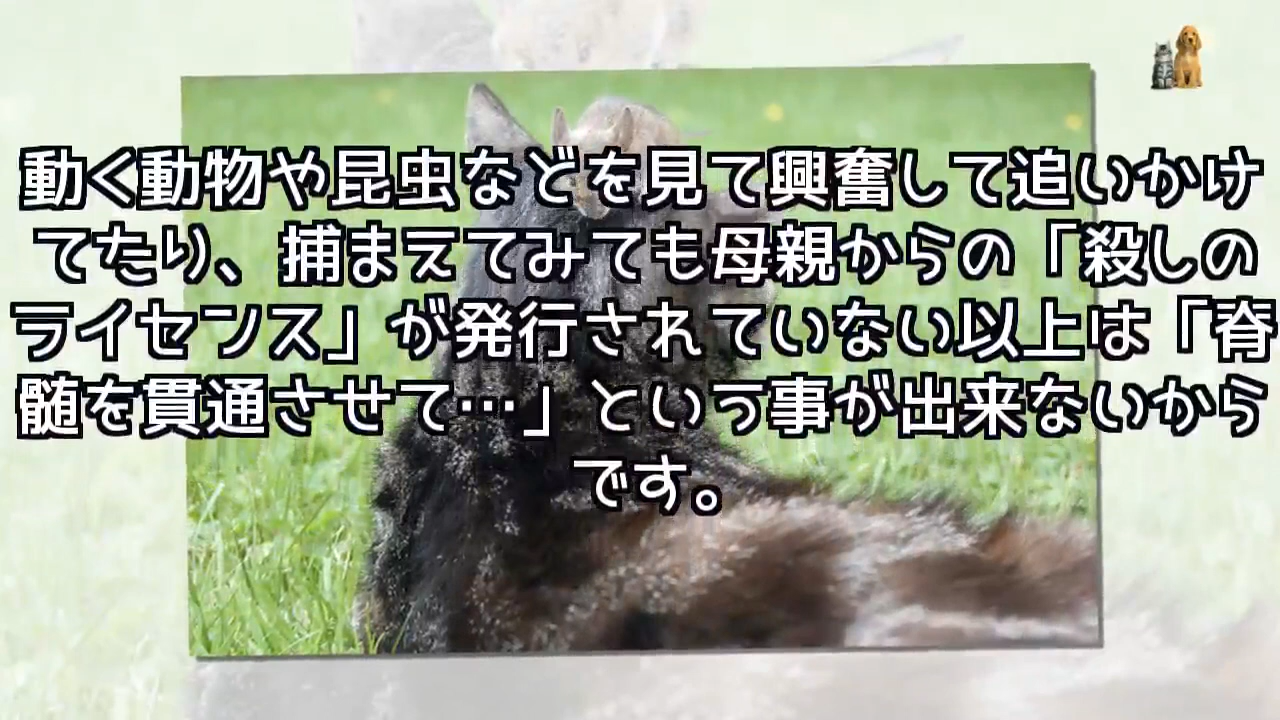 動く動物や昆虫などを見て興奮して追いかけ
てたり、捕まえてみても母親からの「殺しの
ライセンス」が発行されていない以上は「脊
髄を貫通させて…」という事が出来ないから
です。